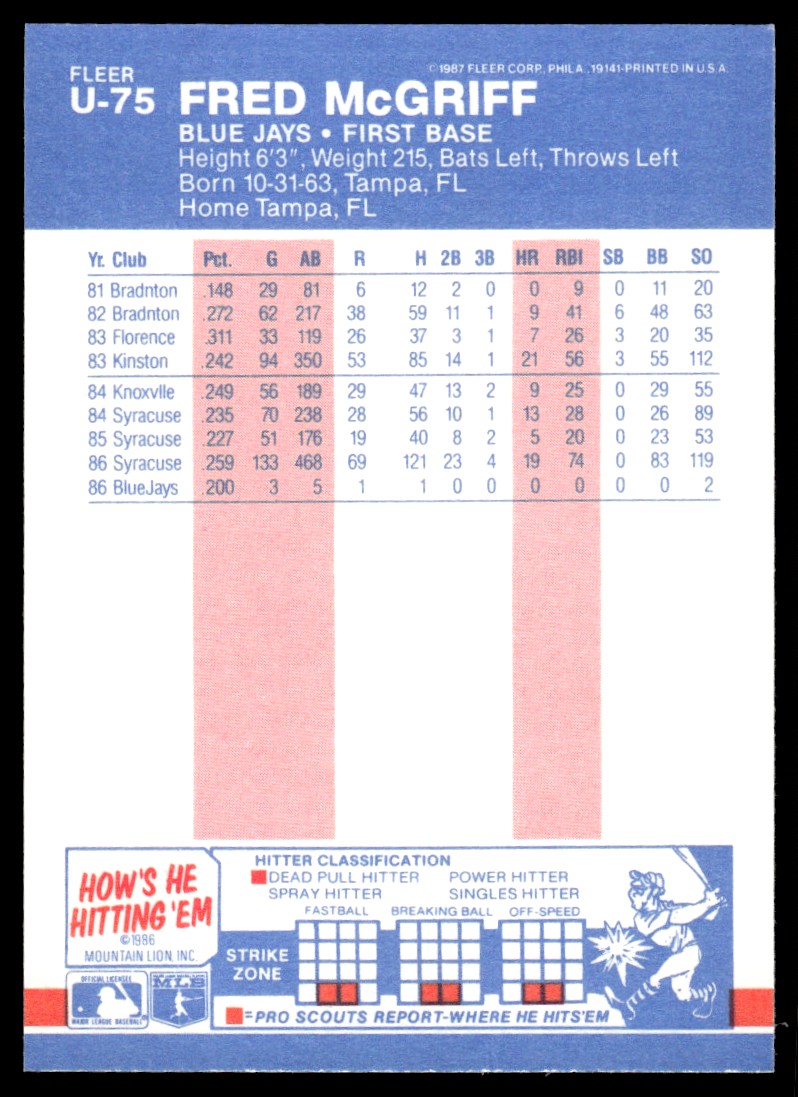 FLEER
U-75
©1987 FLEER CORP., PHILA., 19141-PRINTED IN U.S.A.
FRED McGRIFF
BLUE JAYS • FIRST BASE
Height 6'3", Weight 215, Bats Left, Throws Left
Born 10-31-63, Tampa, FL
Home Tampa, FL
Yr. Club Pct. G AB R H 2B 3B HR RBI SB BB SO
81 Bradnton .148 29 81 6 12 2 0 0 9 0 11 20
82 Bradnton .272 62 217 38 59 11 1 9 41 6 48 63
83 Florence .311 33 119 26 37 3 1 7 26 3 20 35
83 Kinston .242 94 350 53 85 14 1 21 56 3 55 112
84 Knoxvlle .249 56 189 29 47 13 2 9 25 0 29 55
84 Syracuse .235 70 238 28 56 10 1 13 28 0 26 89
85 Syracuse .227 51 176 19 40 8 2 5 20 0 23 53
86 Syracuse .259 133 468 69 121 23 4 19 74 0 83 119
86 BlueJays .200 3 5 1 1 0 0 0 0 0 0 2
HOW'S HE
HITTING 'EM
©1986
MOUNTAIN LION, INC.
HITTER CLASSIFICATION
DEAD PULL HITTER POWER HITTER
SPRAY HITTER SINGLES HITTER
FASTBALL BREAKING BALL OFF-SPEED
STRIKE
ZONE
=PRO SCOUTS REPORT-WHERE HE HITS'EM
OFFICIAL LICENSEE
MAJOR LEAGUE BASEBALL